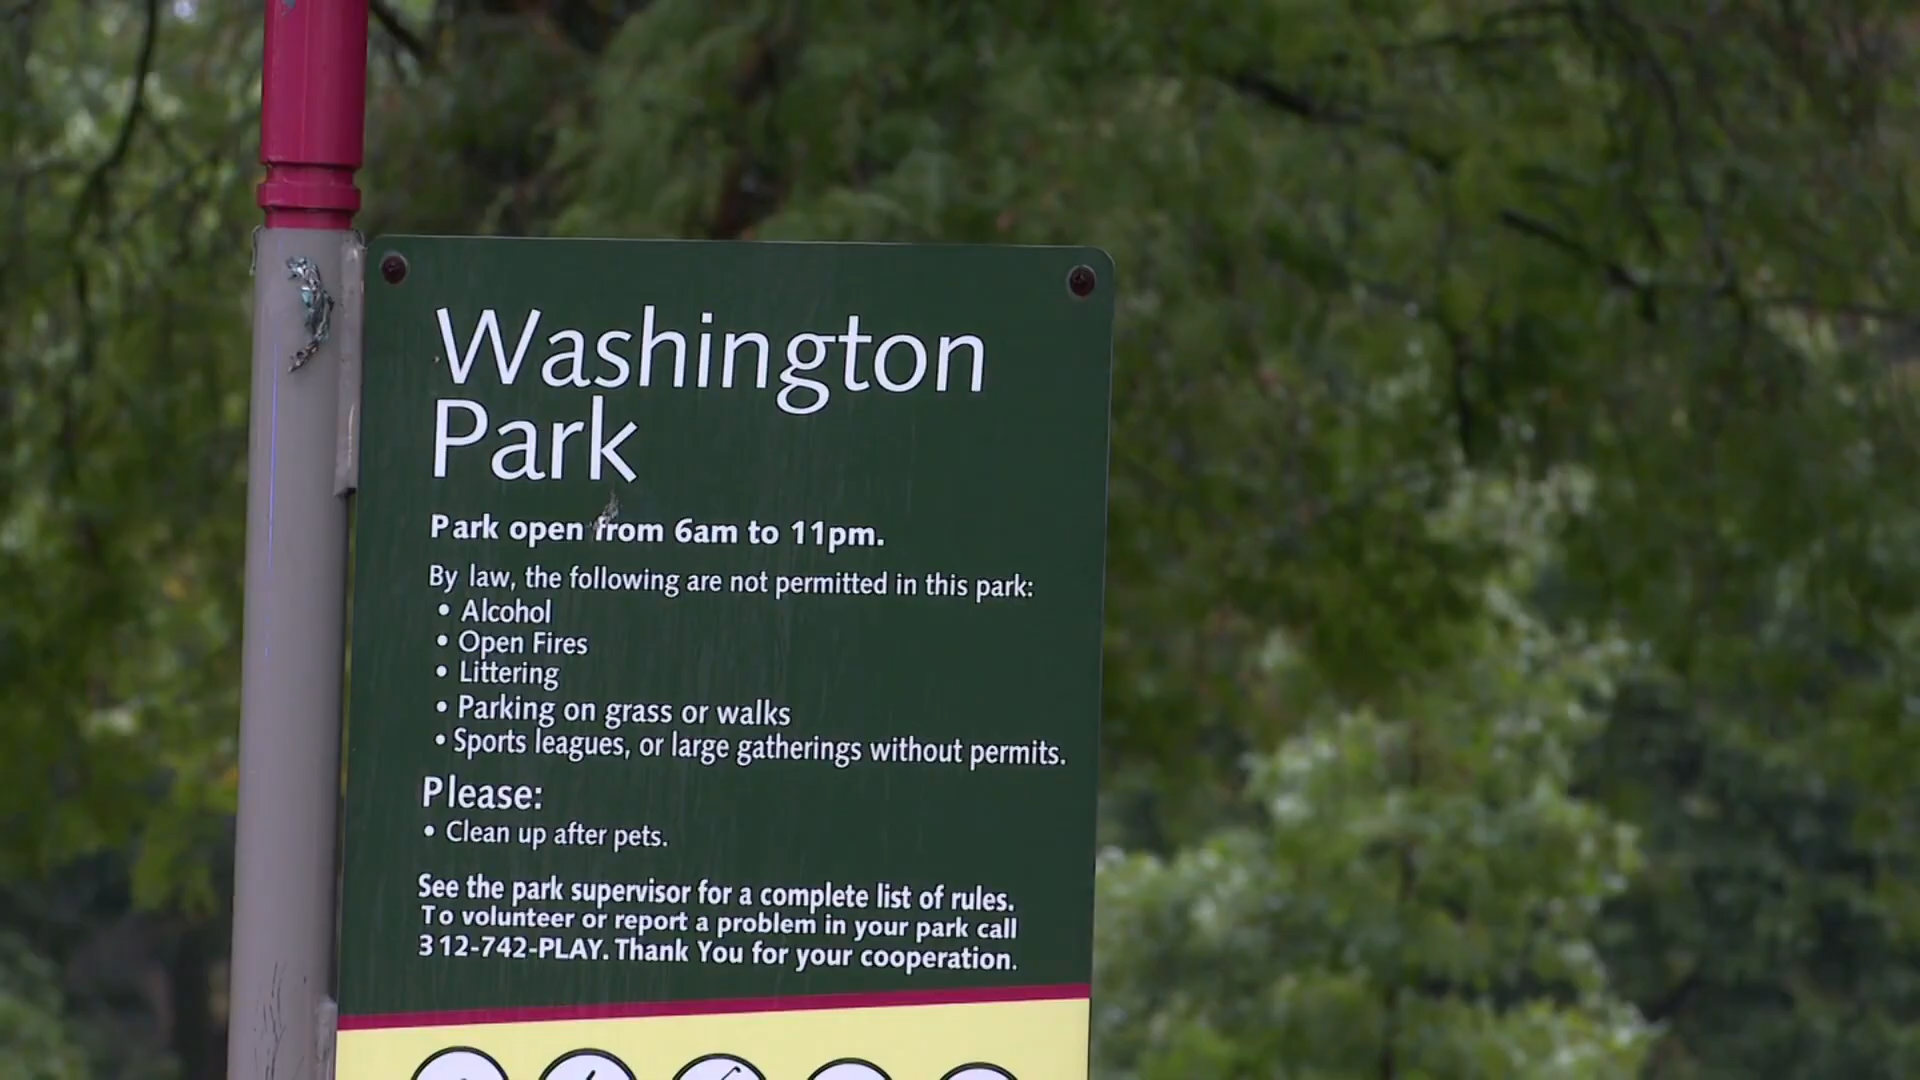 Washington
Park
Park open from 6am to 11pm.
By law, the following are not permitted in this park:
• Alcohol
• Open Fires
• Littering
• Parking on grass or walks
• Sports leagues, or large gatherings without permits.
Please:
• Clean up after pets.
See the park supervisor for a complete list of rules.
To volunteer or report a problem in your park call
312-742-PLAY. Thank You for your cooperation.